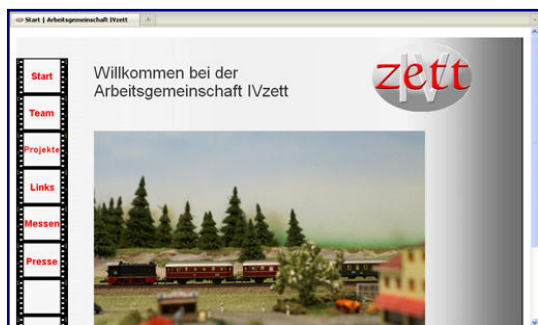 Start | Arbeitsgemeinschaft IVzett
Start
Team
Projekte
Links
Messen
Presse
Willkommen bei der
Arbeitsgemeinschaft IVzett
IV
zett